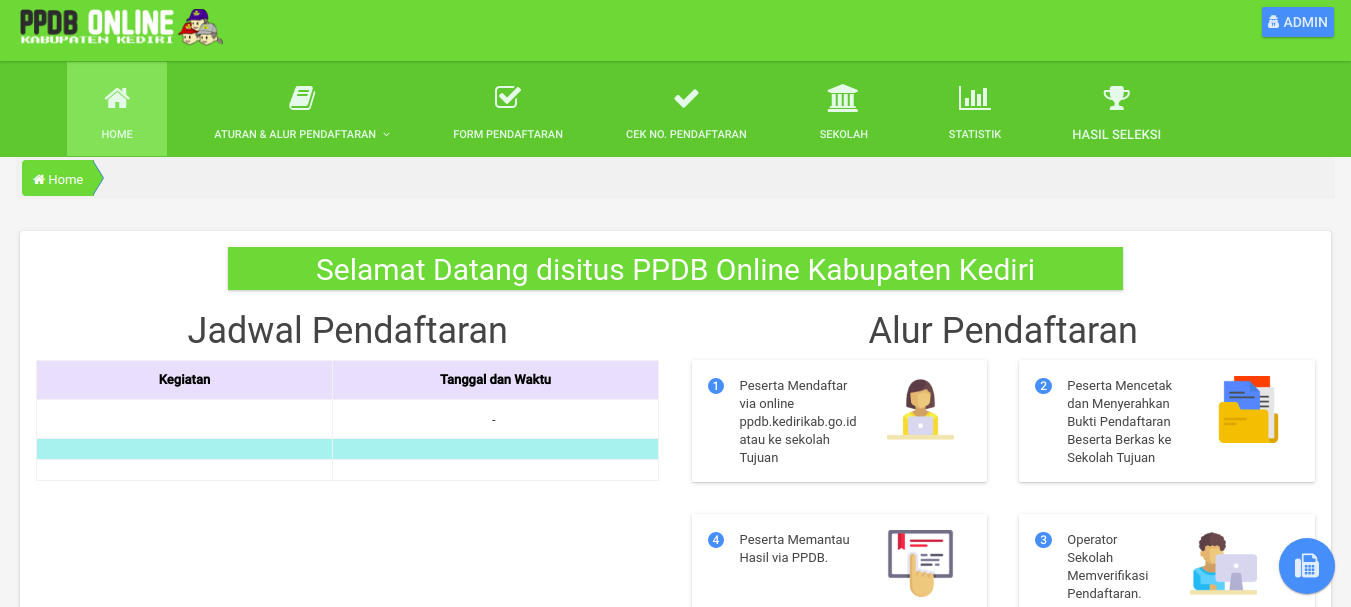 PPDB ONLINE
KABUPATEN KEDIRI
ADMIN
HOME
ATURAN & ALUR PENDAFTARAN
FORM PENDAFTARAN
CEK NO. PENDAFTARAN
SEKOLAH
STATISTIK
HASIL SELEKSI
Home
Selamat Datang disitus PPDB Online Kabupaten Kediri
Jadwal Pendaftaran
Kegiatan Tanggal dan Waktu
-
Alur Pendaftaran
1
Peserta Mendaftar
via online
ppdb.kedirikab.go.id
atau ke sekolah
Tujuan
2
Peserta Mencetak
dan Menyerahkan
Bukti Pendaftaran
Beserta Berkas ke
Sekolah Tujuan
4
Peserta Memantau
Hasil via PPDB.
3
Operator
Sekolah
Memverifikasi
Pendaftaran.